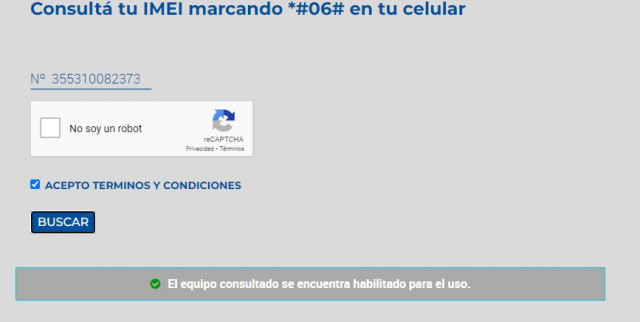 Consultá tu IMEI marcando *#06# en tu celular
Nº 355310082373
No soy un robot
reCAPTCHA
Privacidad - Términos
ACEPTO TERMINOS Y CONDICIONES
BUSCAR
El equipo consultado se encuentra habilitado para el uso.